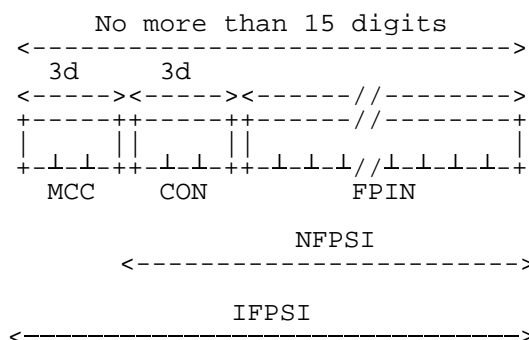 No more than 15 digits
<------------------------------>
3d 3d
<-----><-----><------//------->
+-----++-----++------//-------+
| || || |
+-┴-┴-++-┴-┴-++-┴-┴-┴//┴-┴-┴-┴-+
MCC CON FPIN
NFPSI
<------------------------>
IFPSI
<------------------------------->